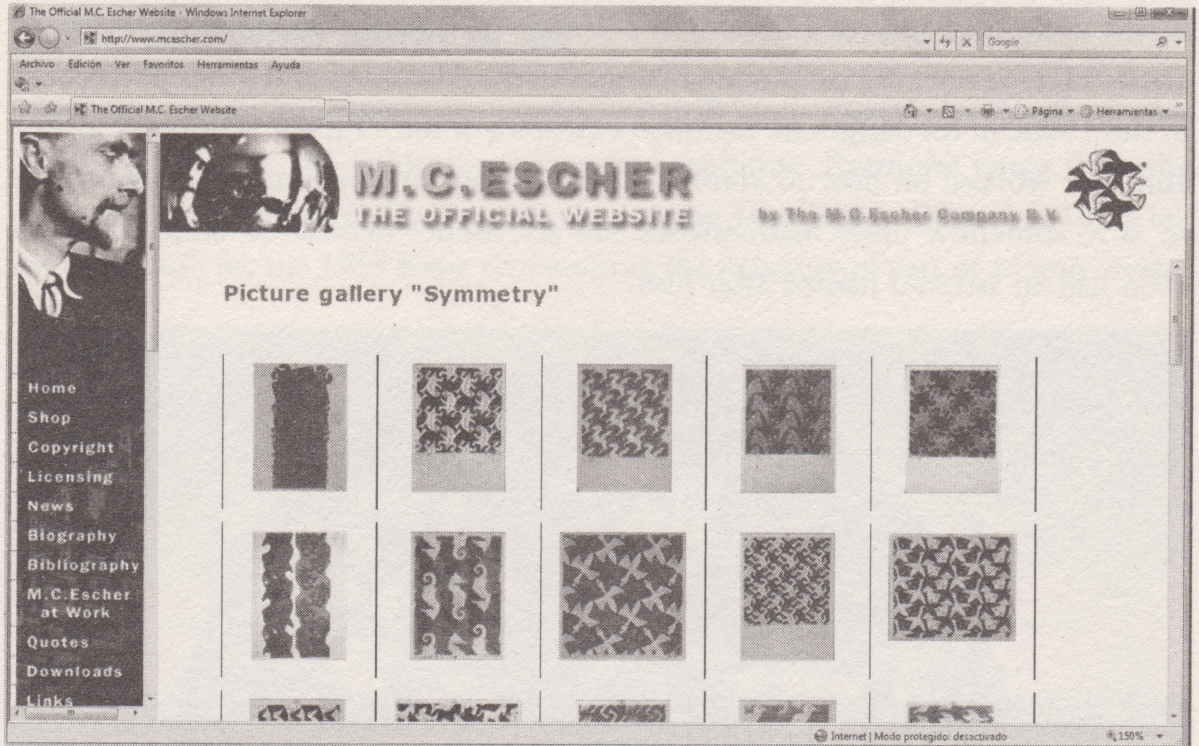 The Official M.C. Escher Website - Windows Internet Explorer
http://www.mcescher.com/
Google
Archivo Edición Ver Favoritos Herramientas Ayuda
The Official M.C. Escher Website
Página Herramientas
M.C.ESCHER
THE OFFICIAL WEBSITE
by The M.C.Escher Company B.V.
Picture gallery "Symmetry"
Home
Shop
Copyright
Licensing
News
Biography
Bibliography
M.C.Escher
at Work
Quotes
Downloads
Links
Internet | Modo protegido: desactivado
150%